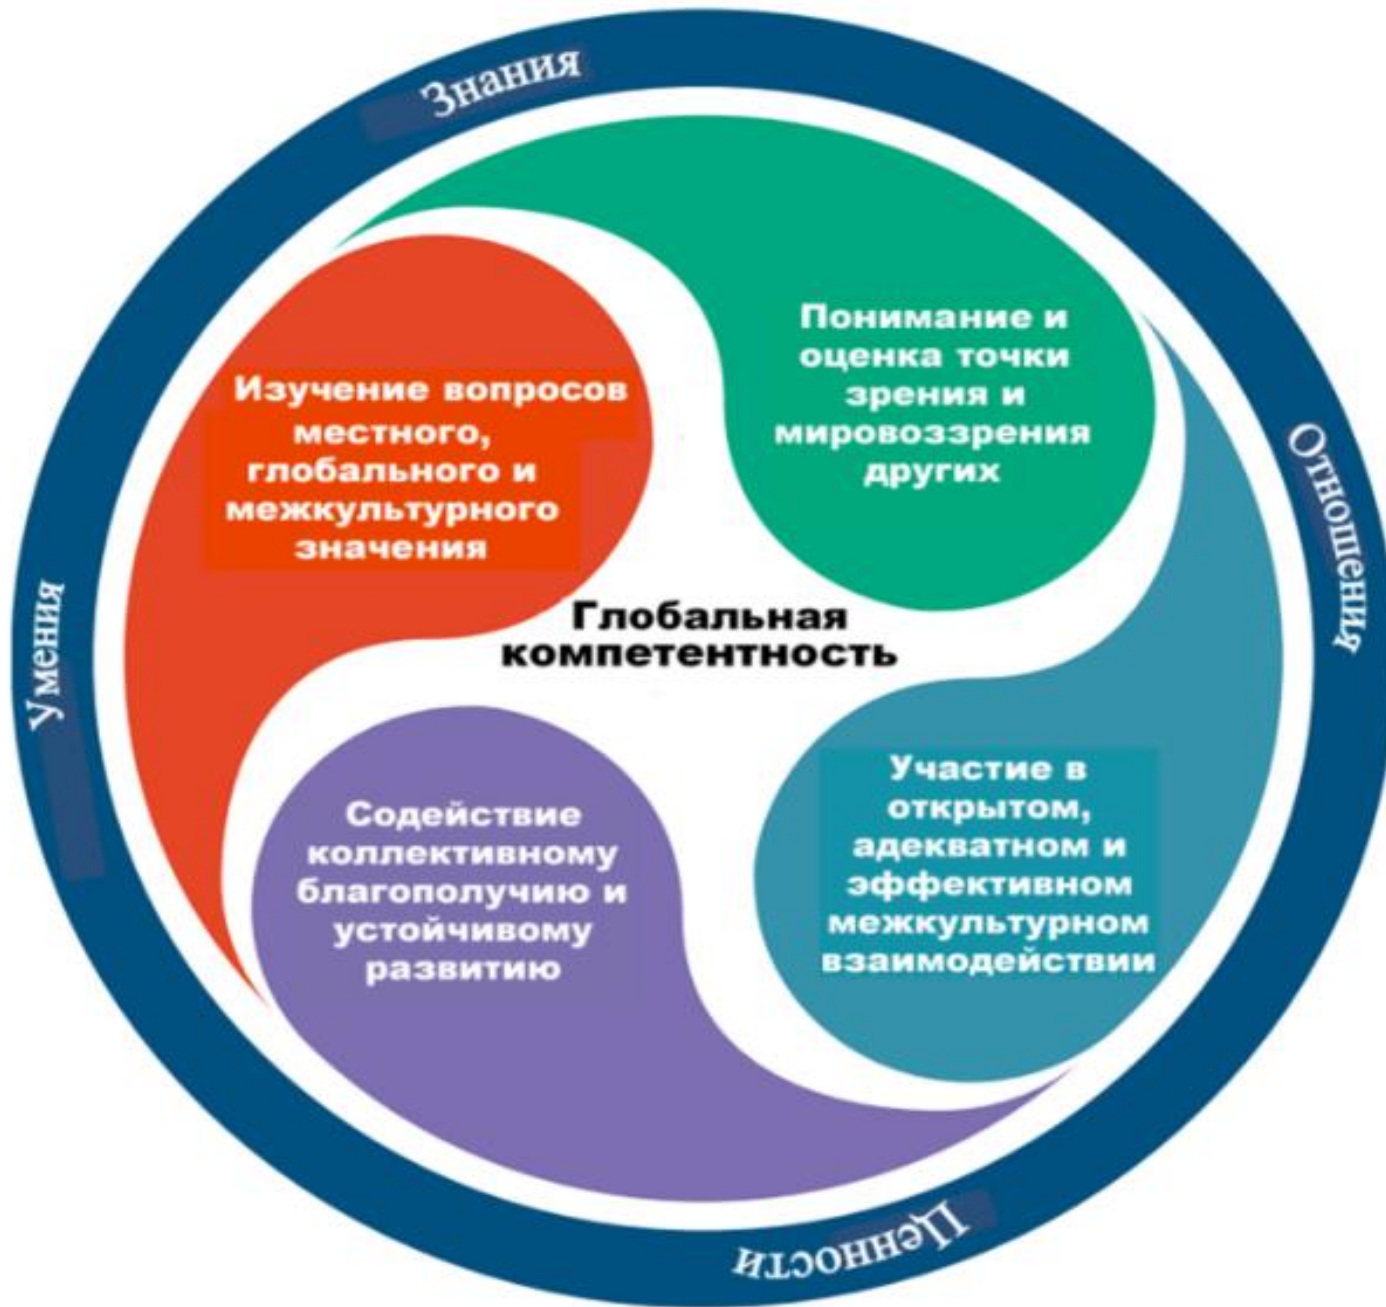 Знания
Изучение вопросов
местного,
глобального и
межкультурного
значения
Понимание и
оценка точки
зрения и
мировоззрения
других
Отношения
Умения
Глобальная
компетентность
Содействие
коллективному
благополучию и
устойчивому
развитию
Участие в
открытом,
адекватном и
эффективном
межкультурном
взаимодействии
Ценности